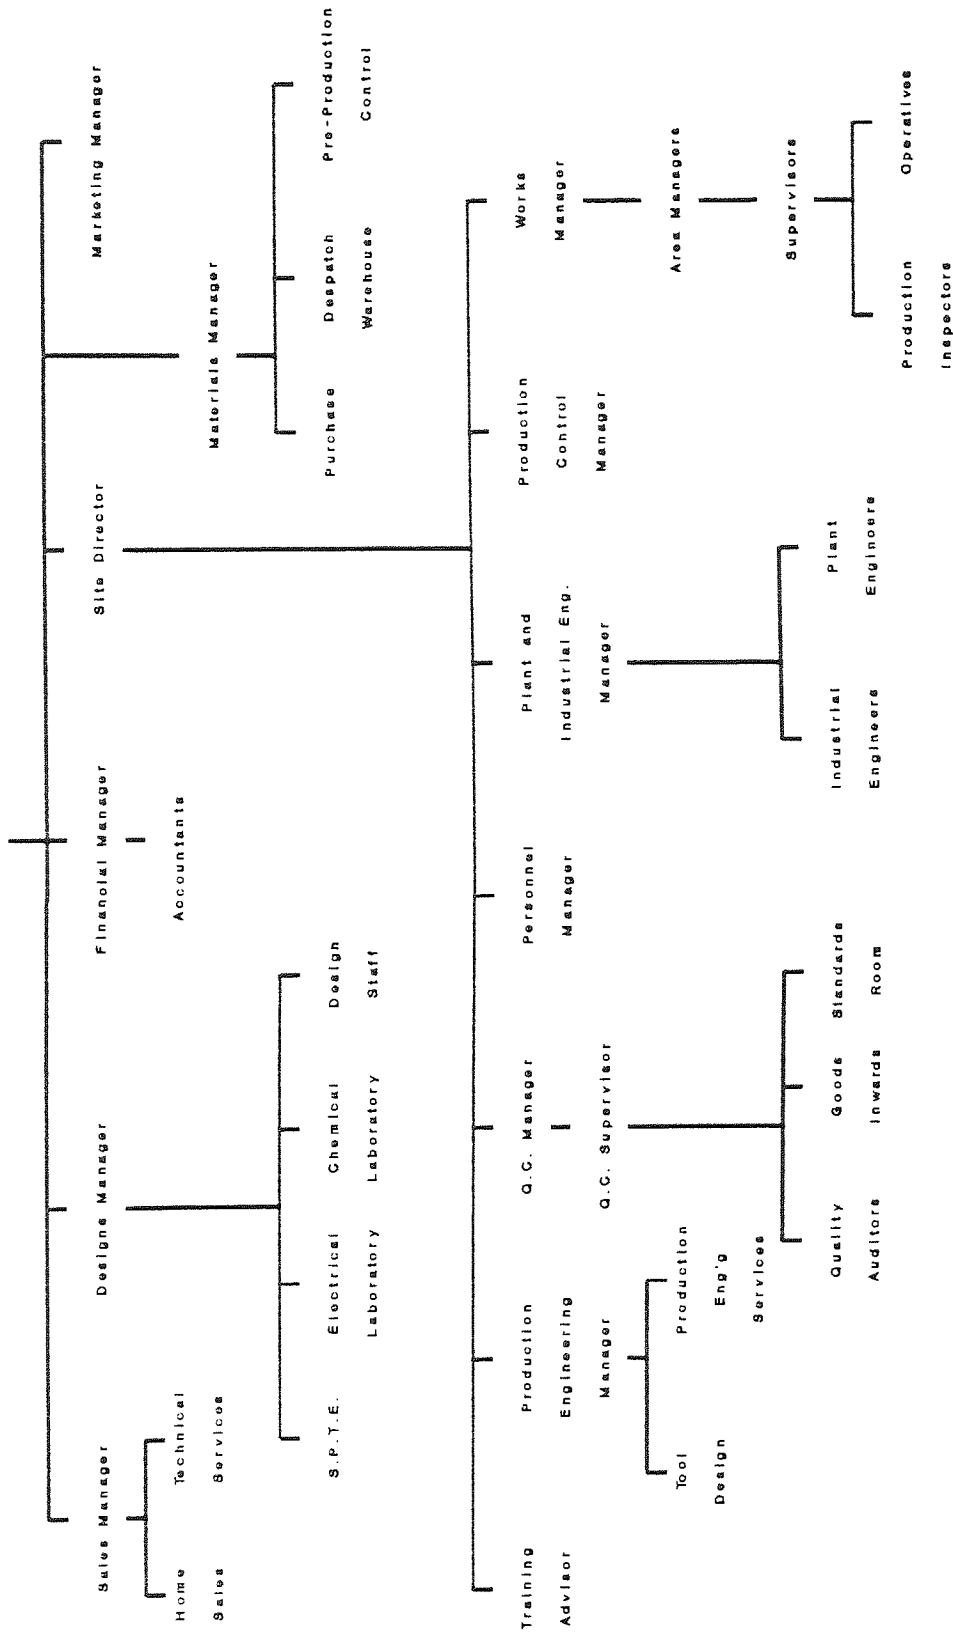 Sales Manager
Designs Manager
Financial Manager
Site Director
Marketing Manager
Home
Sales
Technical
Services
Accountants
Materials Manager
S.P.T.E.
Electrical
Laboratory
Chemical
Laboratory
Design
Staff
Purchase
Despatch
Warehouse
Pre-Production
Control
Training
Advisor
Production
Engineering
Manager
Q.C. Manager
Personnel
Manager
Plant and
Industrial Eng.
Manager
Production
Control
Manager
Works
Manager
Q.C. Supervisor
Area Managers
Tool
Design
Production
Eng'g
Services
Supervisors
Quality
Auditors
Goods
Inwards
Standards
Room
Industrial
Engineers
Plant
Engineers
Production
Inspectors
Operatives